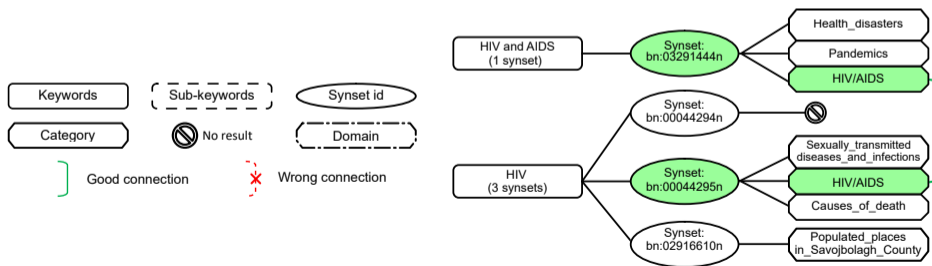 Keywords
Sub-keywords
Synset id
Category
No result
Domain
Good connection
Wrong connection
HIV and AIDS
(1 synset)
Synset:
bn:03291444n
Health_disasters
Pandemics
HIV/AIDS
HIV
(3 synsets)
Synset:
bn:00044294n
Synset:
bn:00044295n
Sexually_transmitted
diseases_and_infections
HIV/AIDS
Causes_of_death
Synset:
bn:02916610n
Populated_places
in_Savojbolagh_County